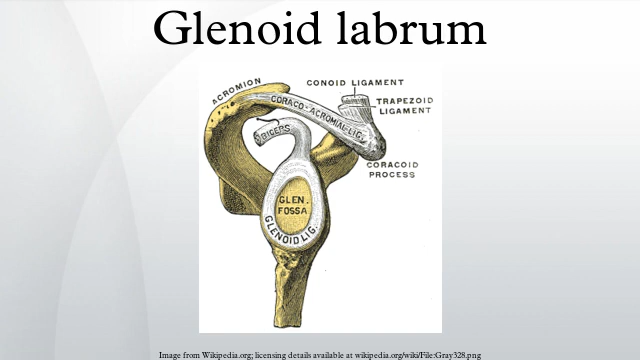 Glenoid labrum
ACROMION
CONOID LIGAMENT
CORACO-ACROMIAL LIG.
TRAPEZOID
LIGAMENT
BICEPS
CORACOID
PROCESS
GLEN.
FOSSA
GLENOID LIG.
Image from Wikipedia.org; licensing details available at wikipedia.org/wiki/File:Gray328.png